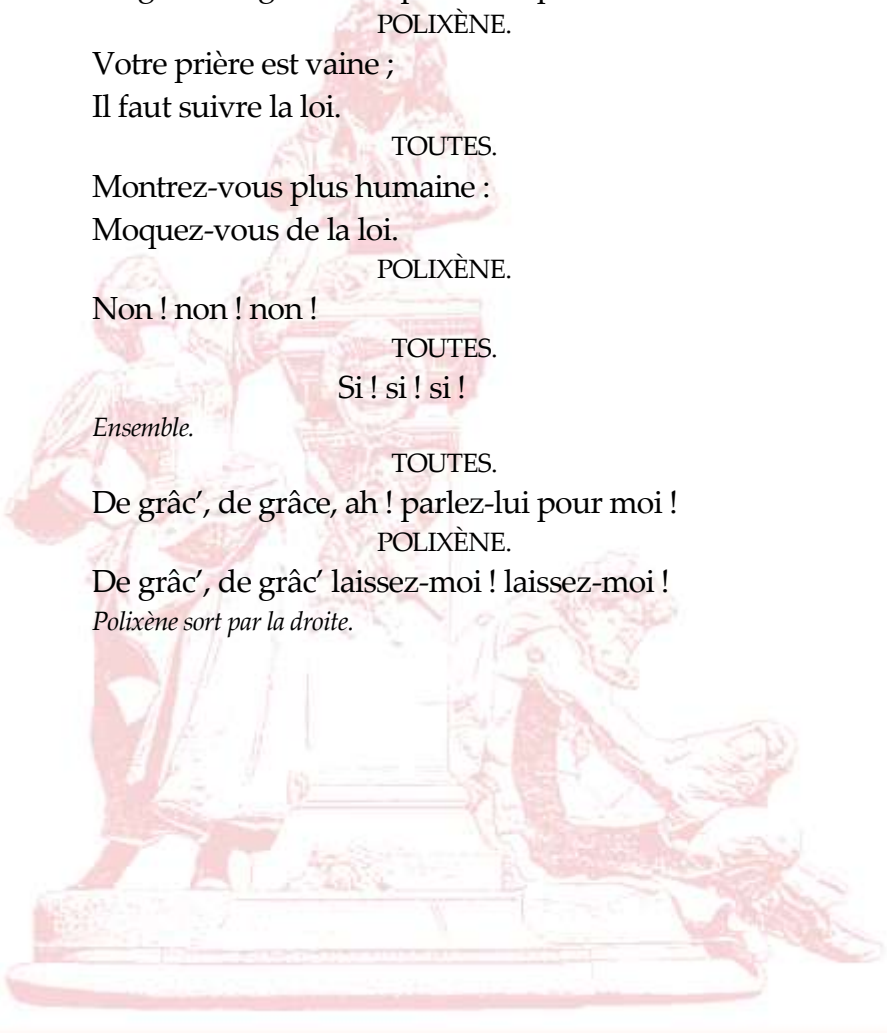 POLIXÈNE.
Votre prière est vaine ;
Il faut suivre la loi.
TOUTES.
Montrez-vous plus humaine :
Moquez-vous de la loi.
POLIXÈNE.
Non ! non ! non !
TOUTES.
Si ! si ! si !
Ensemble.
TOUTES.
De grâc’, de grâce, ah ! parlez-lui pour moi !
POLIXÈNE.
De grâc’, de grâc’ laissez-moi ! laissez-moi !
Polixène sort par la droite.